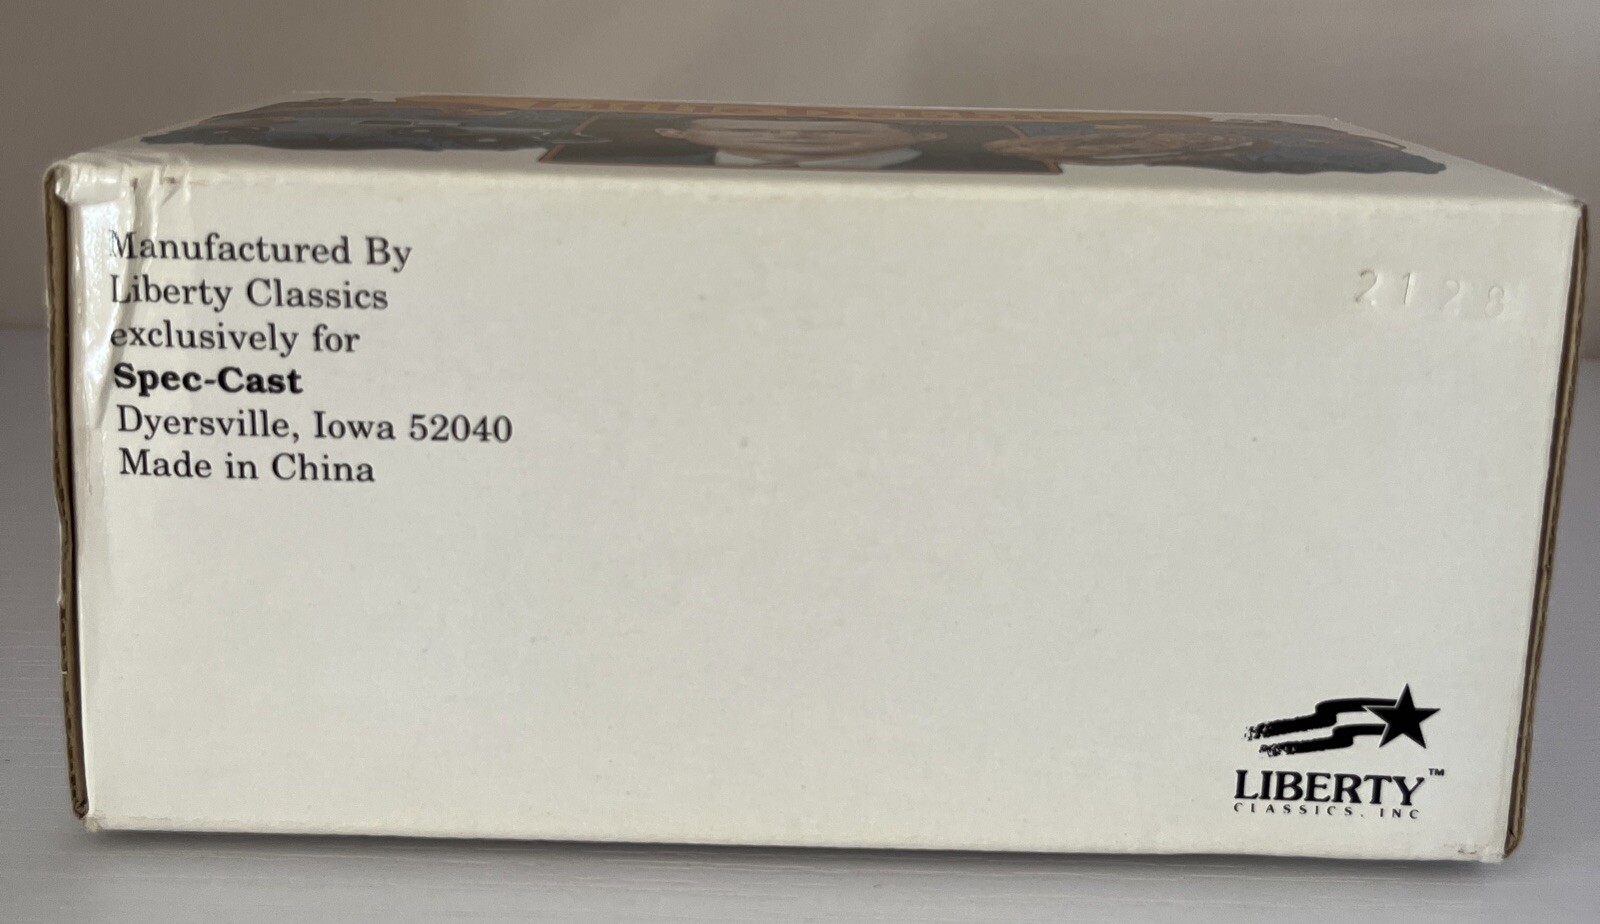 Manufactured By
Liberty Classics
exclusively for
Spec-Cast
Dyersville, Iowa 52040
Made in China
2128
LIBERTY™
CLASSICS, INC